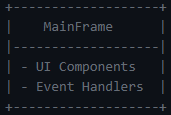 +-------------------+
|     MainFrame     |
|-------------------|
| - UI Components   |
| - Event Handlers  |
+-------------------+